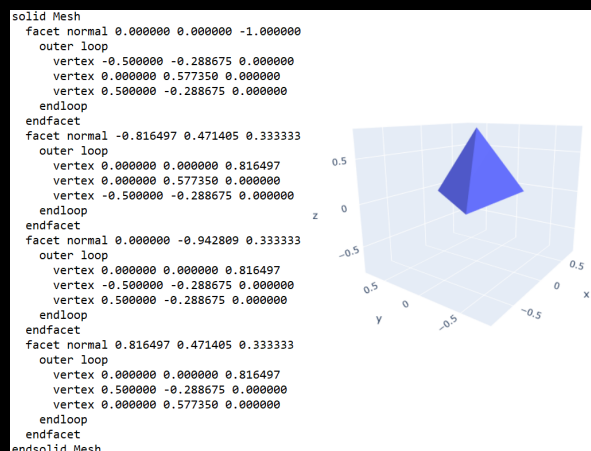 solid Mesh
facet normal 0.000000 0.000000 -1.000000
outer loop
vertex -0.500000 -0.288675 0.000000
vertex 0.000000 0.577350 0.000000
vertex 0.500000 -0.288675 0.000000
endloop
endfacet
facet normal -0.816497 0.471405 0.333333
outer loop
vertex 0.000000 0.000000 0.816497
vertex 0.000000 0.577350 0.000000
vertex -0.500000 -0.288675 0.000000
endloop
endfacet
facet normal 0.000000 -0.942809 0.333333
outer loop
vertex 0.000000 0.000000 0.816497
vertex -0.500000 -0.288675 0.000000
vertex 0.500000 -0.288675 0.000000
endloop
endfacet
facet normal 0.816497 0.471405 0.333333
outer loop
vertex 0.000000 0.000000 0.816497
vertex 0.500000 -0.288675 0.000000
vertex 0.000000 0.577350 0.000000
endloop
endfacet
endsolid Mesh
0.5
0
−0.5
z
0.5
0
−0.5
y
0.5
0
−0.5
x